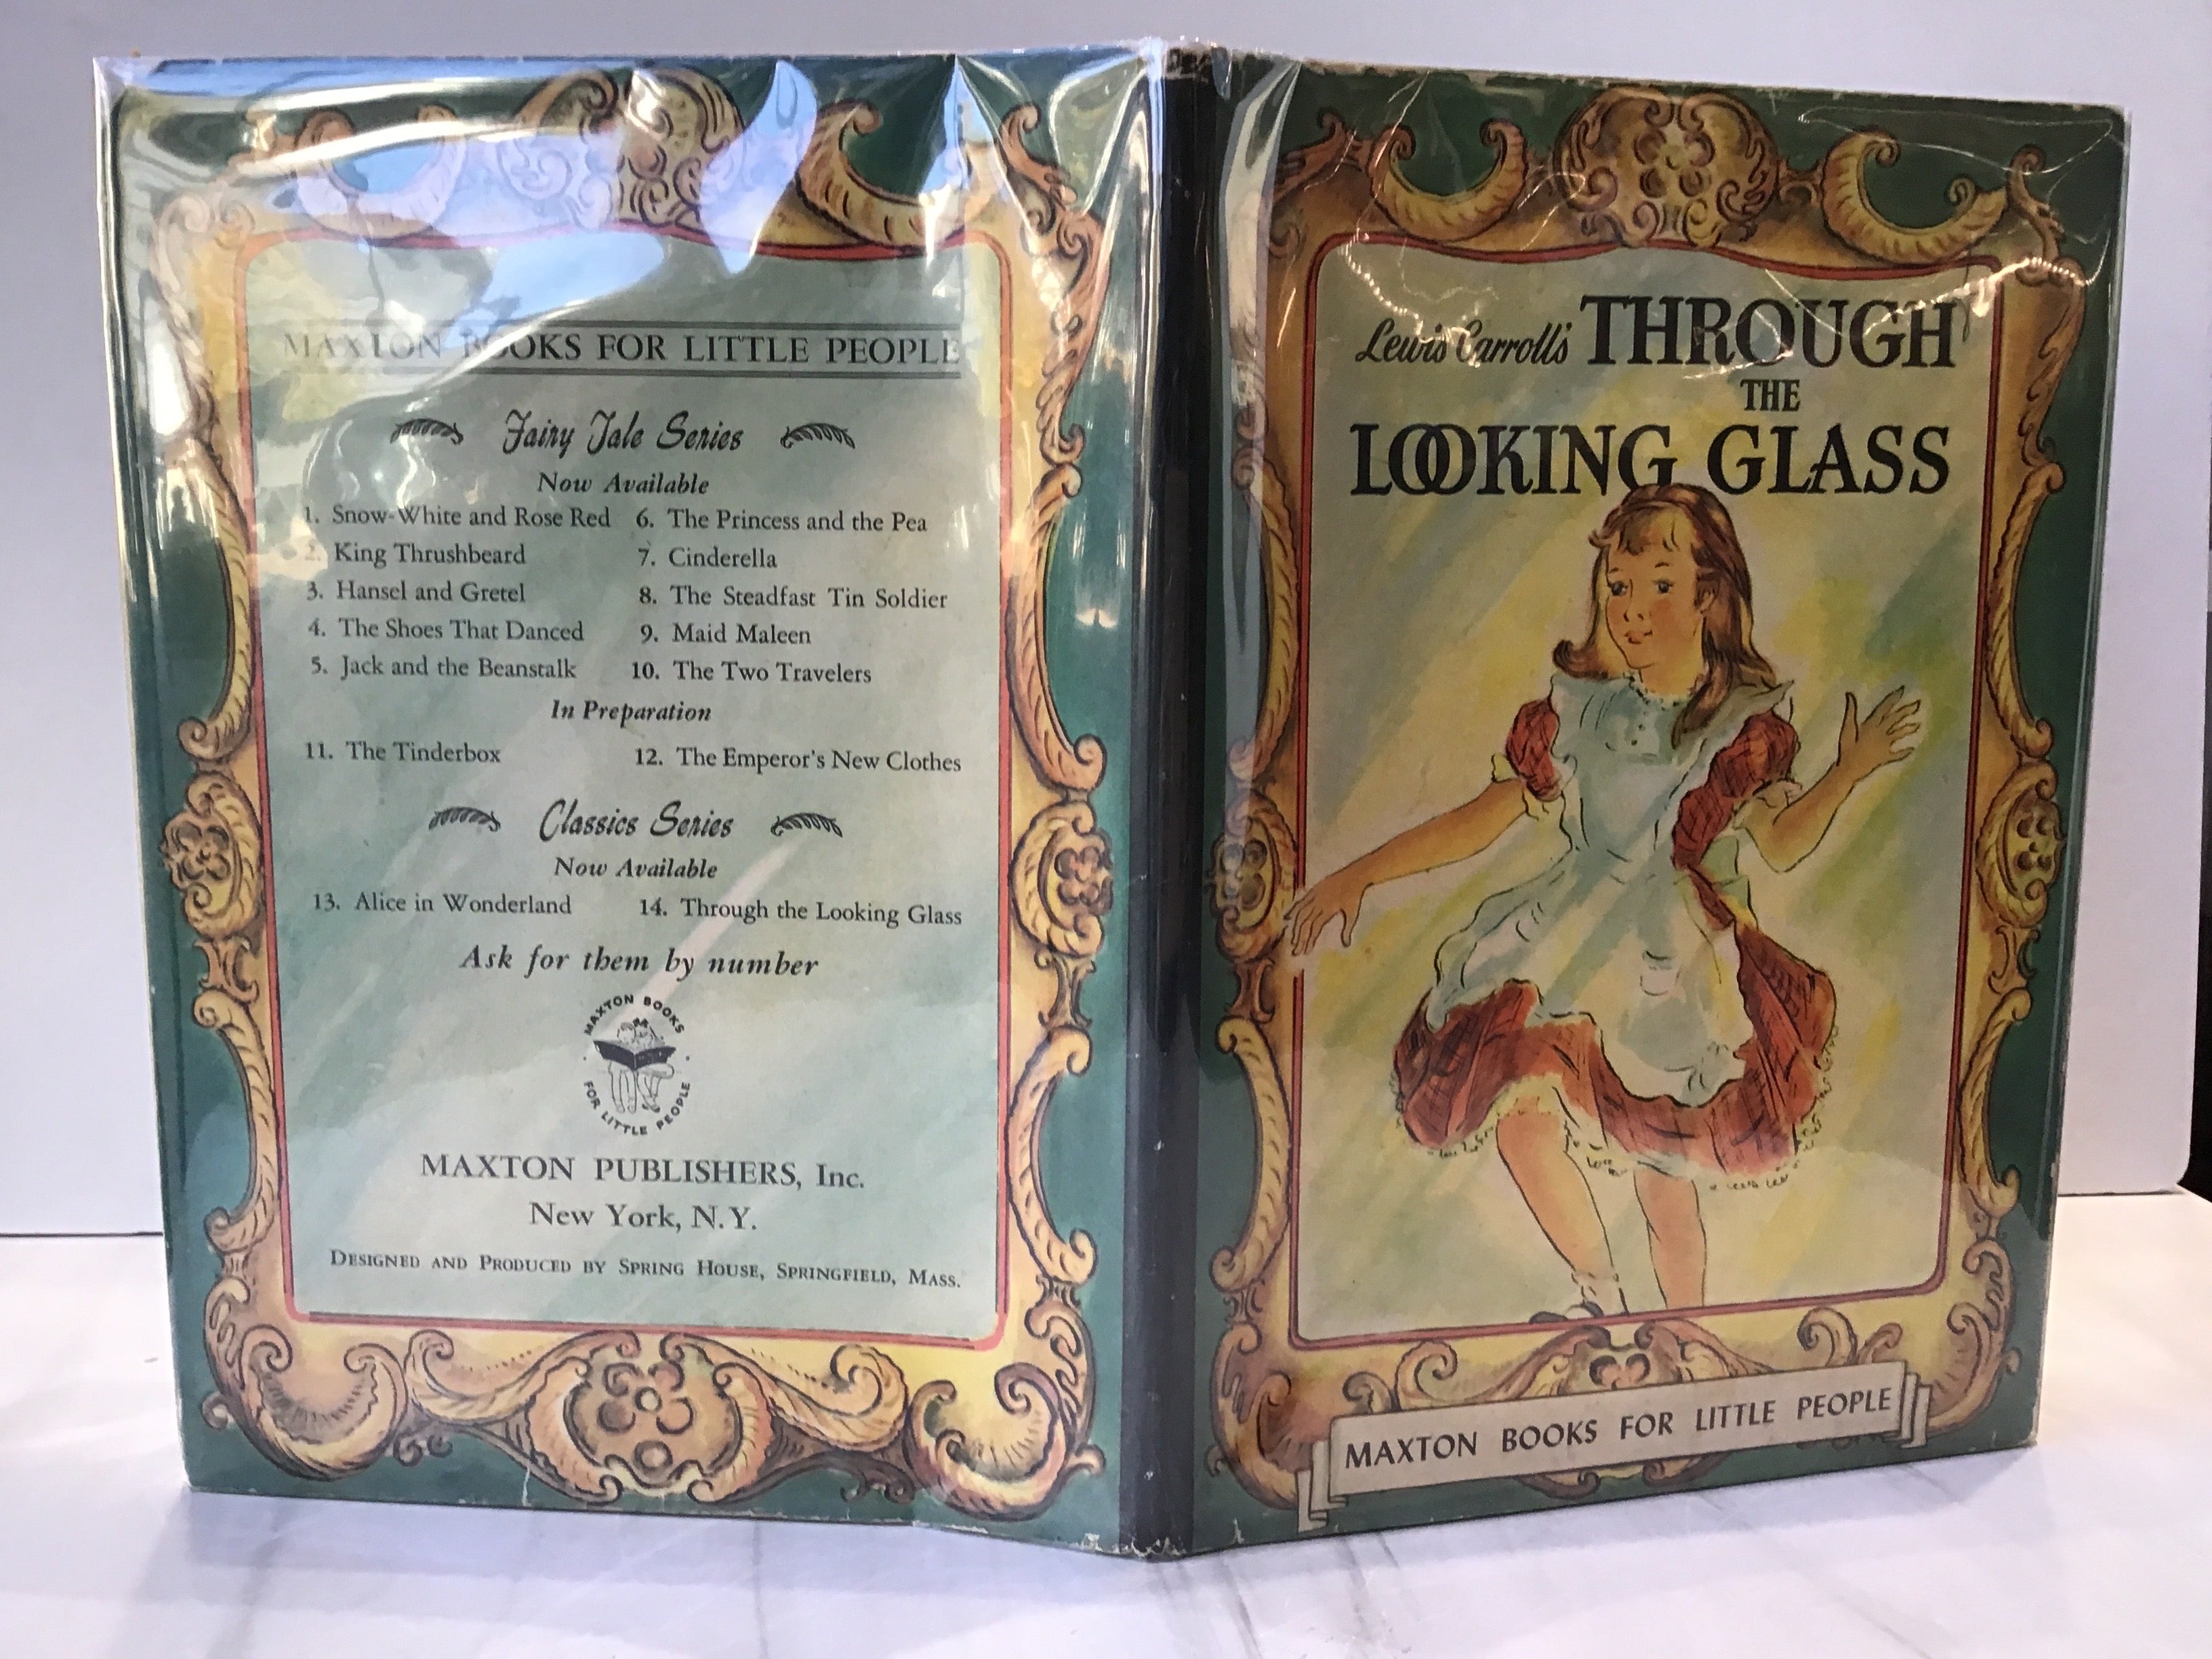 MAXTON BOOKS FOR LITTLE PEOPLE
Fairy Tale Series
Now Available
1. Snow-White and Rose Red
2. King Thrushbeard
3. Hansel and Gretel
4. The Shoes That Danced
5. Jack and the Beanstalk
6. The Princess and the Pea
7. Cinderella
8. The Steadfast Tin Soldier
9. Maid Maleen
10. The Two Travelers
In Preparation
11. The Tinderbox
12. The Emperor's New Clothes
Classics Series
Now Available
13. Alice in Wonderland
14. Through the Looking Glass
Ask for them by number
MAXTON BOOKS
FOR LITTLE PEOPLE
MAXTON PUBLISHERS, Inc.
New York, N.Y.
DESIGNED AND PRODUCED BY SPRING HOUSE, SPRINGFIELD, MASS.
Lewis Carroll's THROUGH
THE
LOOKING GLASS
MAXTON BOOKS FOR LITTLE PEOPLE